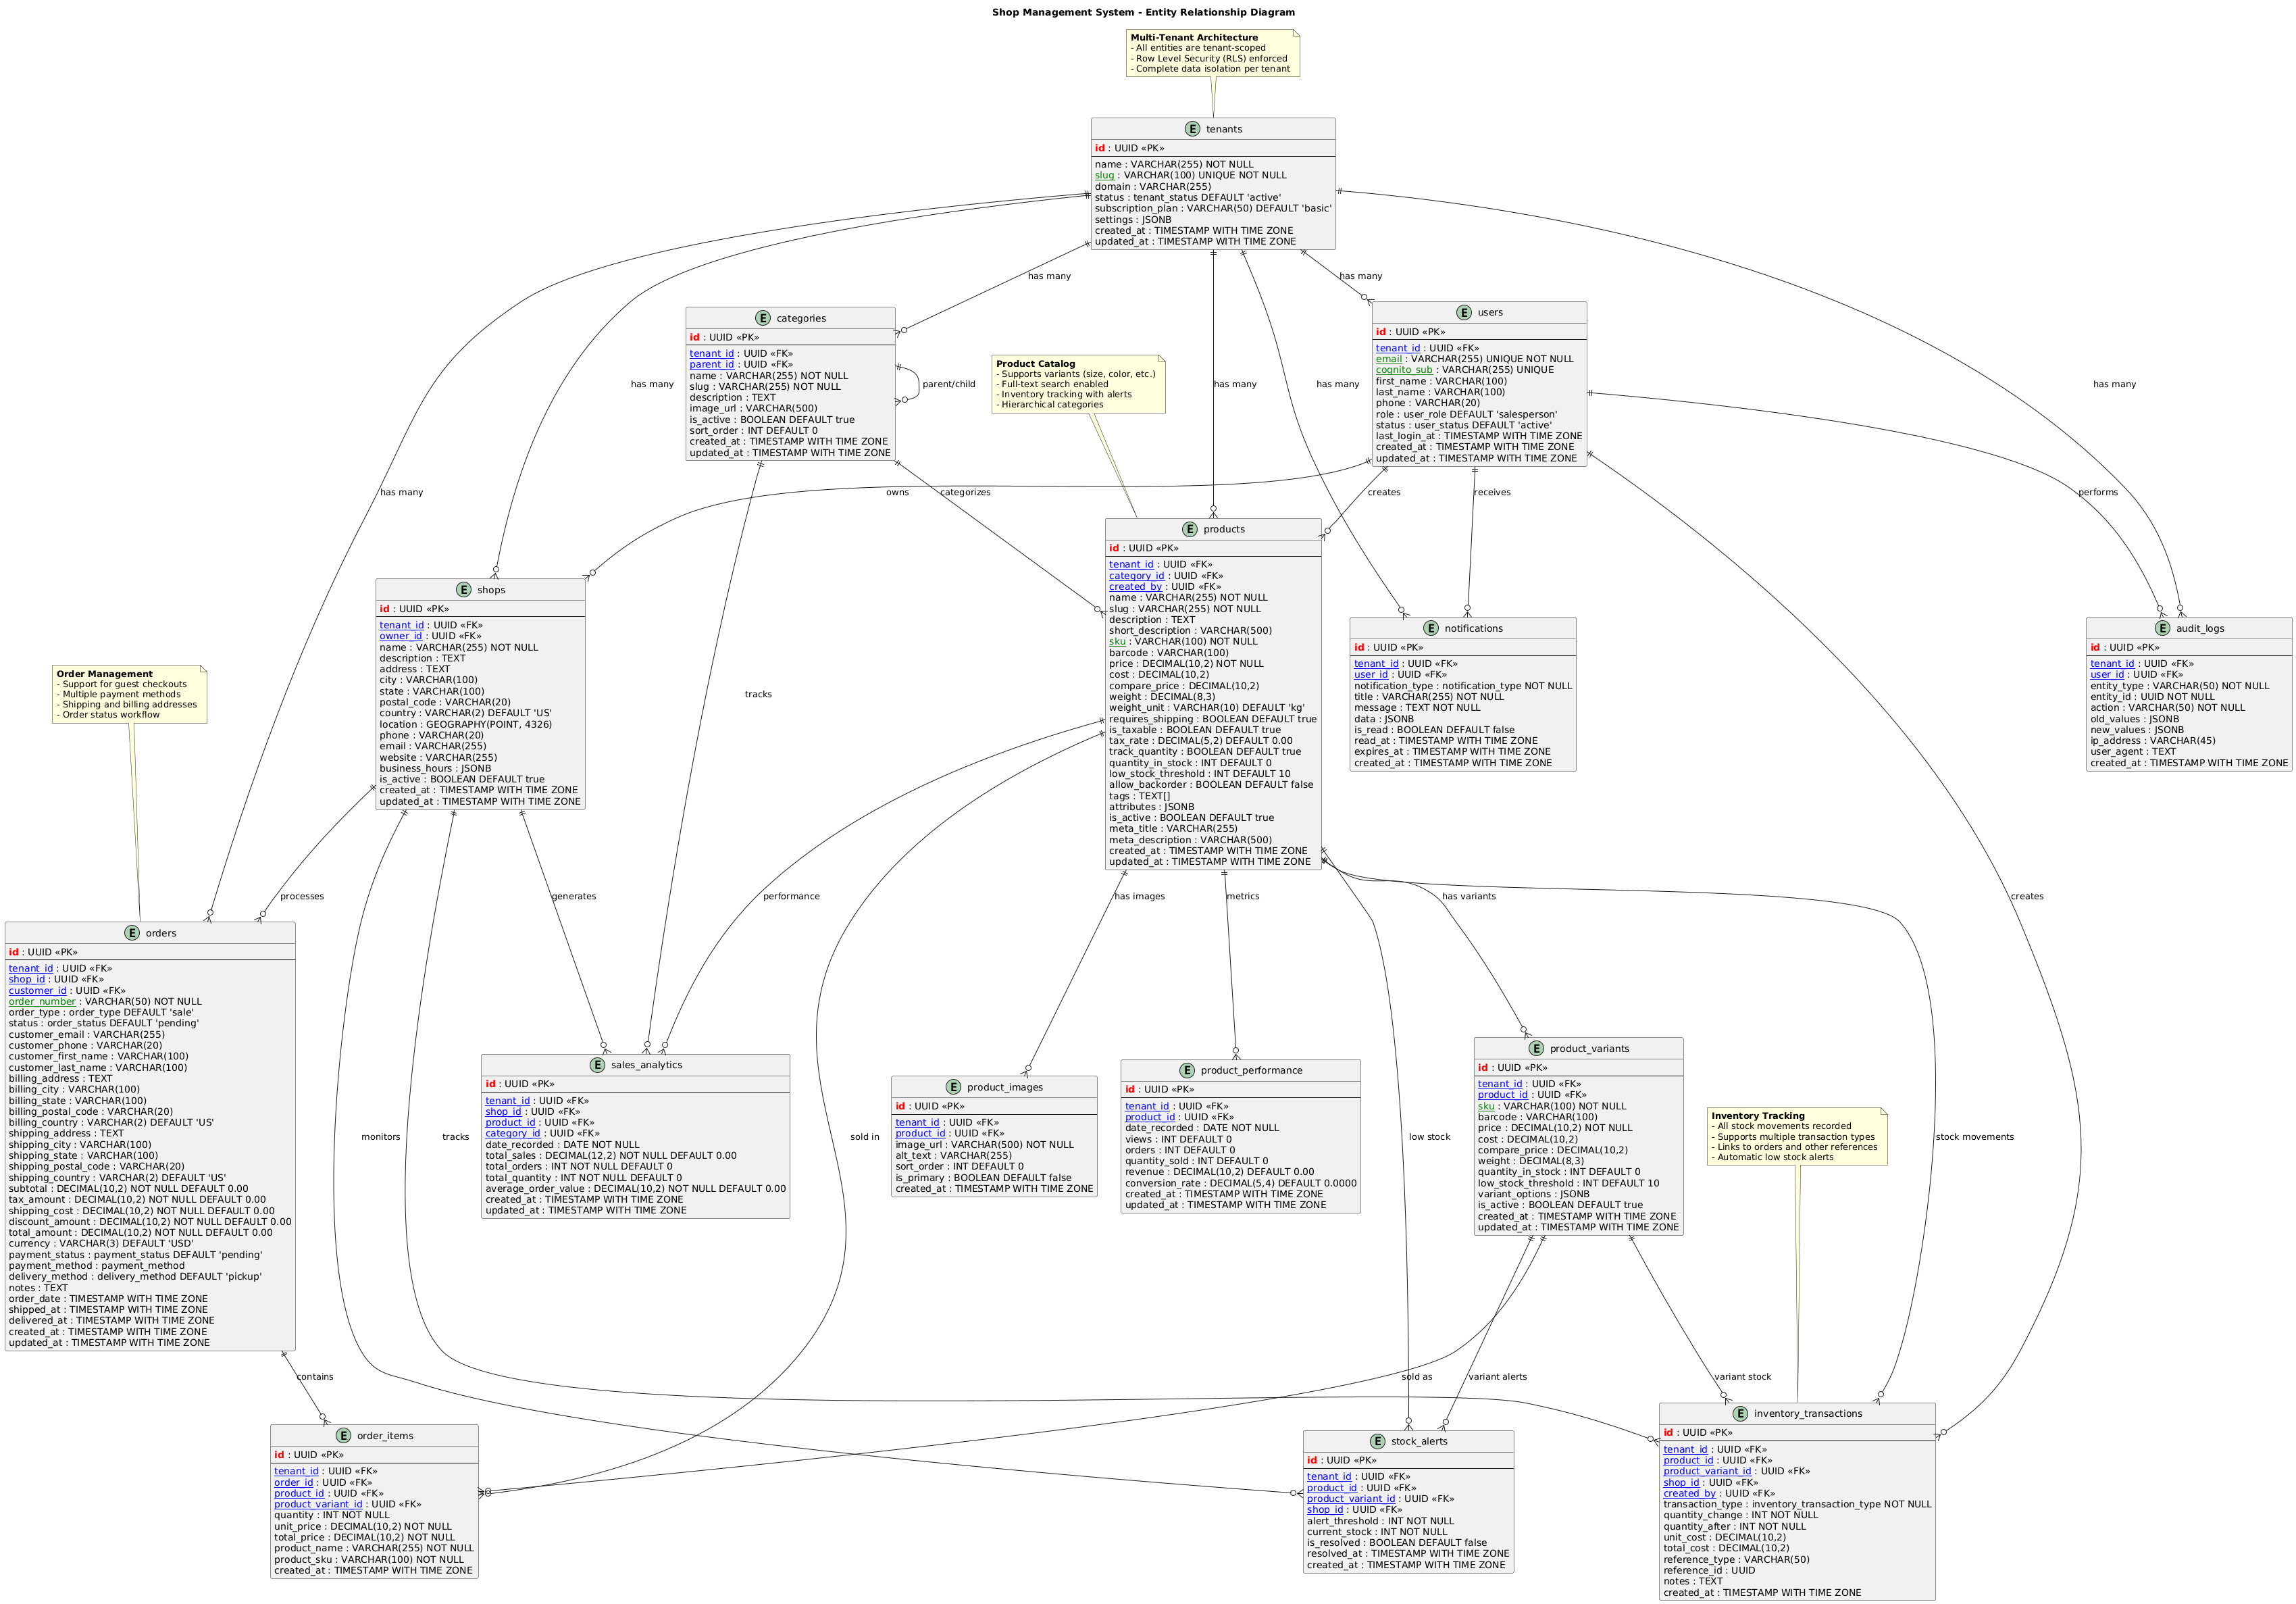 Shop Management System - Entity Relationship Diagram
Multi-Tenant Architecture
- All entities are tenant-scoped
- Row Level Security (RLS) enforced
- Complete data isolation per tenant
E tenants
id : UUID «PK»
name : VARCHAR(255) NOT NULL
slug : VARCHAR(100) UNIQUE NOT NULL
domain : VARCHAR(255)
status : tenant_status DEFAULT 'active'
subscription_plan : VARCHAR(50) DEFAULT 'basic'
settings : JSONB
created_at : TIMESTAMP WITH TIME ZONE
updated_at : TIMESTAMP WITH TIME ZONE
has many
has many
E categories
id : UUID «PK»
tenant_id : UUID «FK»
parent_id : UUID «FK»
name : VARCHAR(255) NOT NULL
slug : VARCHAR(255) NOT NULL
description : TEXT
image_url : VARCHAR(500)
is_active : BOOLEAN DEFAULT true
sort_order : INT DEFAULT 0
created_at : TIMESTAMP WITH TIME ZONE
updated_at : TIMESTAMP WITH TIME ZONE
parent/child
Product Catalog
- Supports variants (size, color, etc.)
- Full-text search enabled
- Inventory tracking with alerts
- Hierarchical categories
E users
id : UUID «PK»
tenant_id : UUID «FK»
email : VARCHAR(255) UNIQUE NOT NULL
cognito_sub : VARCHAR(255) UNIQUE
first_name : VARCHAR(100)
last_name : VARCHAR(100)
phone : VARCHAR(20)
role : user_role DEFAULT 'salesperson'
status : user_status DEFAULT 'active'
last_login_at : TIMESTAMP WITH TIME ZONE
created_at : TIMESTAMP WITH TIME ZONE
updated_at : TIMESTAMP WITH TIME ZONE
has many
has many
has many
has many
has many
owns
categorizes
creates
receives
performs
E shops
id : UUID «PK»
tenant_id : UUID «FK»
owner_id : UUID «FK»
name : VARCHAR(255) NOT NULL
description : TEXT
address : TEXT
city : VARCHAR(100)
state : VARCHAR(100)
postal_code : VARCHAR(20)
country : VARCHAR(2) DEFAULT 'US'
location : GEOGRAPHY(POINT, 4326)
phone : VARCHAR(20)
email : VARCHAR(255)
website : VARCHAR(255)
business_hours : JSONB
is_active : BOOLEAN DEFAULT true
created_at : TIMESTAMP WITH TIME ZONE
updated_at : TIMESTAMP WITH TIME ZONE
E products
id : UUID «PK»
tenant_id : UUID «FK»
category_id : UUID «FK»
created_by : UUID «FK»
name : VARCHAR(255) NOT NULL
slug : VARCHAR(255) NOT NULL
description : TEXT
short_description : VARCHAR(500)
sku : VARCHAR(100) NOT NULL
barcode : VARCHAR(100)
price : DECIMAL(10,2) NOT NULL
cost : DECIMAL(10,2)
compare_price : DECIMAL(10,2)
weight : DECIMAL(8,3)
weight_unit : VARCHAR(10) DEFAULT 'kg'
requires_shipping : BOOLEAN DEFAULT true
is_taxable : BOOLEAN DEFAULT true
tax_rate : DECIMAL(5,2) DEFAULT 0.00
track_quantity : BOOLEAN DEFAULT true
quantity_in_stock : INT DEFAULT 0
low_stock_threshold : INT DEFAULT 10
allow_backorder : BOOLEAN DEFAULT false
tags : TEXT[]
attributes : JSONB
is_active : BOOLEAN DEFAULT true
meta_title : VARCHAR(255)
meta_description : VARCHAR(500)
created_at : TIMESTAMP WITH TIME ZONE
updated_at : TIMESTAMP WITH TIME ZONE
E notifications
id : UUID «PK»
tenant_id : UUID «FK»
user_id : UUID «FK»
notification_type : notification_type NOT NULL
title : VARCHAR(255) NOT NULL
message : TEXT NOT NULL
data : JSONB
is_read : BOOLEAN DEFAULT false
read_at : TIMESTAMP WITH TIME ZONE
expires_at : TIMESTAMP WITH TIME ZONE
created_at : TIMESTAMP WITH TIME ZONE
E audit_logs
id : UUID «PK»
tenant_id : UUID «FK»
user_id : UUID «FK»
entity_type : VARCHAR(50) NOT NULL
entity_id : UUID NOT NULL
action : VARCHAR(50) NOT NULL
old_values : JSONB
new_values : JSONB
ip_address : VARCHAR(45)
user_agent : TEXT
created_at : TIMESTAMP WITH TIME ZONE
Order Management
- Support for guest checkouts
- Multiple payment methods
- Shipping and billing addresses
- Order status workflow
tracks
processes
generates
performance
has images
metrics
has variants
creates
E orders
id : UUID «PK»
tenant_id : UUID «FK»
shop_id : UUID «FK»
customer_id : UUID «FK»
order_number : VARCHAR(50) NOT NULL
order_type : order_type DEFAULT 'sale'
status : order_status DEFAULT 'pending'
customer_email : VARCHAR(255)
customer_phone : VARCHAR(20)
customer_first_name : VARCHAR(100)
customer_last_name : VARCHAR(100)
billing_address : TEXT
billing_city : VARCHAR(100)
billing_state : VARCHAR(100)
billing_postal_code : VARCHAR(20)
billing_country : VARCHAR(2) DEFAULT 'US'
shipping_address : TEXT
shipping_city : VARCHAR(100)
shipping_state : VARCHAR(100)
shipping_postal_code : VARCHAR(20)
shipping_country : VARCHAR(2) DEFAULT 'US'
subtotal : DECIMAL(10,2) NOT NULL DEFAULT 0.00
tax_amount : DECIMAL(10,2) NOT NULL DEFAULT 0.00
shipping_cost : DECIMAL(10,2) NOT NULL DEFAULT 0.00
discount_amount : DECIMAL(10,2) NOT NULL DEFAULT 0.00
total_amount : DECIMAL(10,2) NOT NULL DEFAULT 0.00
currency : VARCHAR(3) DEFAULT 'USD'
payment_status : payment_status DEFAULT 'pending'
payment_method : payment_method
delivery_method : delivery_method DEFAULT 'pickup'
notes : TEXT
order_date : TIMESTAMP WITH TIME ZONE
shipped_at : TIMESTAMP WITH TIME ZONE
delivered_at : TIMESTAMP WITH TIME ZONE
created_at : TIMESTAMP WITH TIME ZONE
updated_at : TIMESTAMP WITH TIME ZONE
E sales_analytics
id : UUID «PK»
tenant_id : UUID «FK»
shop_id : UUID «FK»
product_id : UUID «FK»
category_id : UUID «FK»
date_recorded : DATE NOT NULL
total_sales : DECIMAL(12,2) NOT NULL DEFAULT 0.00
total_orders : INT NOT NULL DEFAULT 0
total_quantity : INT NOT NULL DEFAULT 0
average_order_value : DECIMAL(10,2) NOT NULL DEFAULT 0.00
created_at : TIMESTAMP WITH TIME ZONE
updated_at : TIMESTAMP WITH TIME ZONE
E product_images
id : UUID «PK»
tenant_id : UUID «FK»
product_id : UUID «FK»
image_url : VARCHAR(500) NOT NULL
alt_text : VARCHAR(255)
sort_order : INT DEFAULT 0
is_primary : BOOLEAN DEFAULT false
created_at : TIMESTAMP WITH TIME ZONE
E product_performance
id : UUID «PK»
tenant_id : UUID «FK»
product_id : UUID «FK»
date_recorded : DATE NOT NULL
views : INT DEFAULT 0
orders : INT DEFAULT 0
quantity_sold : INT DEFAULT 0
revenue : DECIMAL(10,2) DEFAULT 0.00
conversion_rate : DECIMAL(5,4) DEFAULT 0.0000
created_at : TIMESTAMP WITH TIME ZONE
updated_at : TIMESTAMP WITH TIME ZONE
E product_variants
id : UUID «PK»
tenant_id : UUID «FK»
product_id : UUID «FK»
sku : VARCHAR(100) NOT NULL
barcode : VARCHAR(100)
price : DECIMAL(10,2) NOT NULL
cost : DECIMAL(10,2)
compare_price : DECIMAL(10,2)
weight : DECIMAL(8,3)
quantity_in_stock : INT DEFAULT 0
low_stock_threshold : INT DEFAULT 10
variant_options : JSONB
is_active : BOOLEAN DEFAULT true
created_at : TIMESTAMP WITH TIME ZONE
updated_at : TIMESTAMP WITH TIME ZONE
Inventory Tracking
- All stock movements recorded
- Supports multiple transaction types
- Links to orders and other references
- Automatic low stock alerts
monitors
tracks
sold in
low stock
stock movements
contains
sold as
variant alerts
variant stock
E order_items
id : UUID «PK»
tenant_id : UUID «FK»
order_id : UUID «FK»
product_id : UUID «FK»
product_variant_id : UUID «FK»
quantity : INT NOT NULL
unit_price : DECIMAL(10,2) NOT NULL
total_price : DECIMAL(10,2) NOT NULL
product_name : VARCHAR(255) NOT NULL
product_sku : VARCHAR(100) NOT NULL
created_at : TIMESTAMP WITH TIME ZONE
E stock_alerts
id : UUID «PK»
tenant_id : UUID «FK»
product_id : UUID «FK»
product_variant_id : UUID «FK»
shop_id : UUID «FK»
alert_threshold : INT NOT NULL
current_stock : INT NOT NULL
is_resolved : BOOLEAN DEFAULT false
resolved_at : TIMESTAMP WITH TIME ZONE
created_at : TIMESTAMP WITH TIME ZONE
E inventory_transactions
id : UUID «PK»
tenant_id : UUID «FK»
product_id : UUID «FK»
product_variant_id : UUID «FK»
shop_id : UUID «FK»
created_by : UUID «FK»
transaction_type : inventory_transaction_type NOT NULL
quantity_change : INT NOT NULL
quantity_after : INT NOT NULL
unit_cost : DECIMAL(10,2)
total_cost : DECIMAL(10,2)
reference_type : VARCHAR(50)
reference_id : UUID
notes : TEXT
created_at : TIMESTAMP WITH TIME ZONE